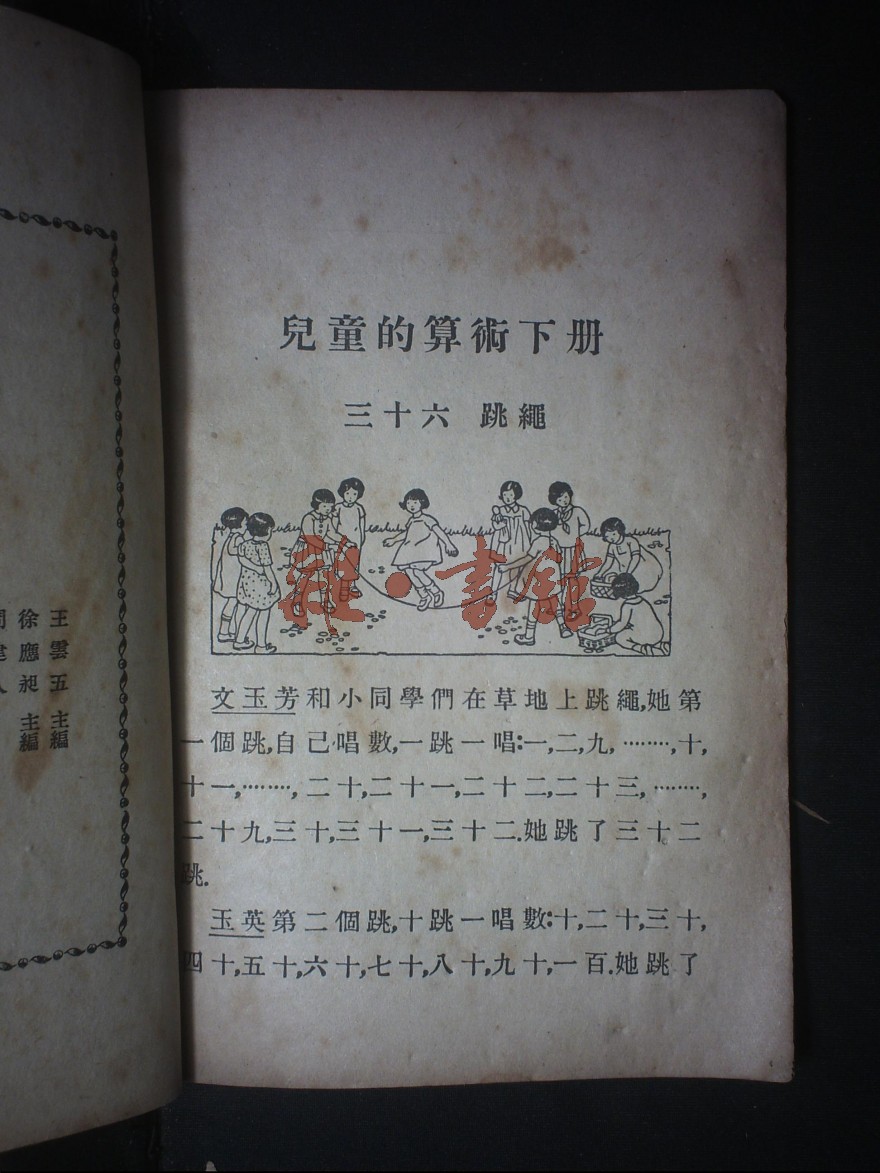 兒童的算術下册
三十六 跳繩
文玉芳和小同學們在草地上跳繩,她第
一個跳,自己唱數,一跳一唱:一,二,九,………,十,
十一,………,二十,二十一,二十二,二十三,………,
二十九,三十,三十一,三十二.她跳了三十二
跳.
玉英第二個跳,十跳一唱數:十,二十,三十,
四十,五十,六十,七十,八十,九十,一百.她跳了
王雲五 主編
徐應昶 主編
雜·書館